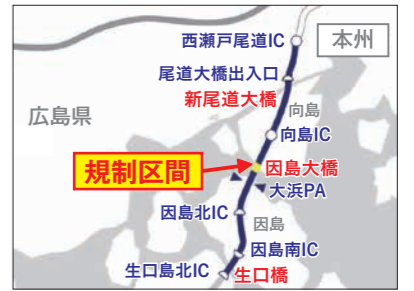 西瀬戸尾道IC
本州
尾道大橋出入口
新尾道大橋
広島県
向島
向島IC
規制区間
因島大橋
大浜PA
因島北IC
因島
因島南IC
生口島北IC
生口橋